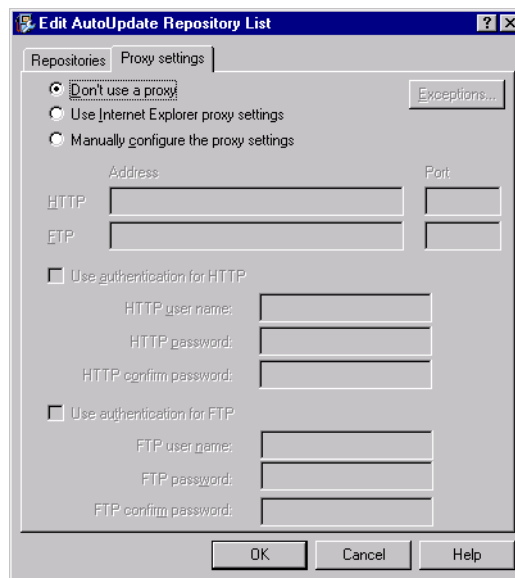 Edit AutoUpdate Repository List
Repositories Proxy settings
Don't use a proxy Exceptions...
Use Internet Explorer proxy settings
Manually configure the proxy settings
Address Port
HTTP
FTP
Use authentication for HTTP
HTTP user name:
HTTP password:
HTTP confirm password:
Use authentication for FTP
FTP user name:
FTP password:
FTP confirm password:
OK Cancel Help